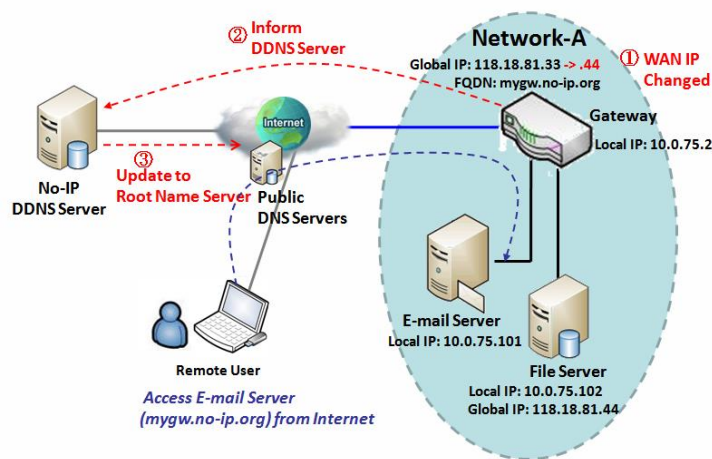 ② Inform
DDNS Server
Network-A
Global IP: 118.18.81.33 -> .44
FQDN: mygw.no-ip.org
① WAN IP
Changed
Gateway
Local IP: 10.0.75.2
Internet
③
Update to
Root Name Server
No-IP
DDNS Server
Public
DNS Servers
E-mail Server
Local IP: 10.0.75.101
Remote User
File Server
Local IP: 10.0.75.102
Global IP: 118.18.81.44
Access E-mail Server
(mygw.no-ip.org) from Internet